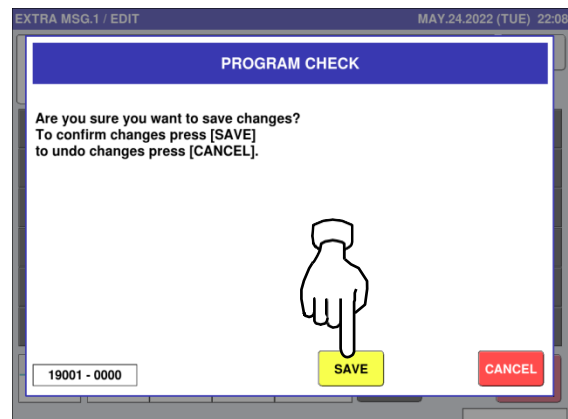 EXTRA MSG.1 / EDIT MAY.24.2022 (TUE) 22:08
PROGRAM CHECK
Are you sure you want to save changes?
To confirm changes press [SAVE]
to undo changes press [CANCEL].
19001 - 0000 SAVE CANCEL